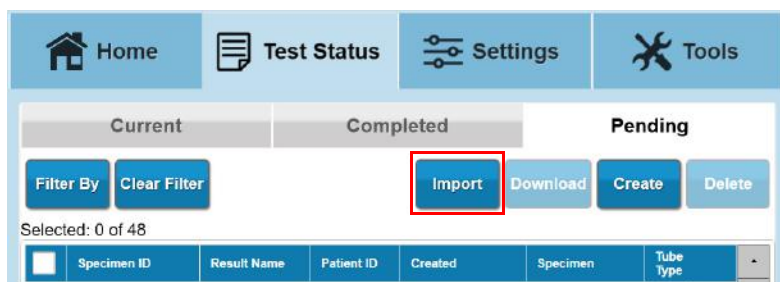 Home Test Status Settings Tools
Current Completed Pending
Filter By Clear Filter Import Download Create Delete
Selected: 0 of 48
Specimen ID Result Name Patient ID Created Specimen Tube Type